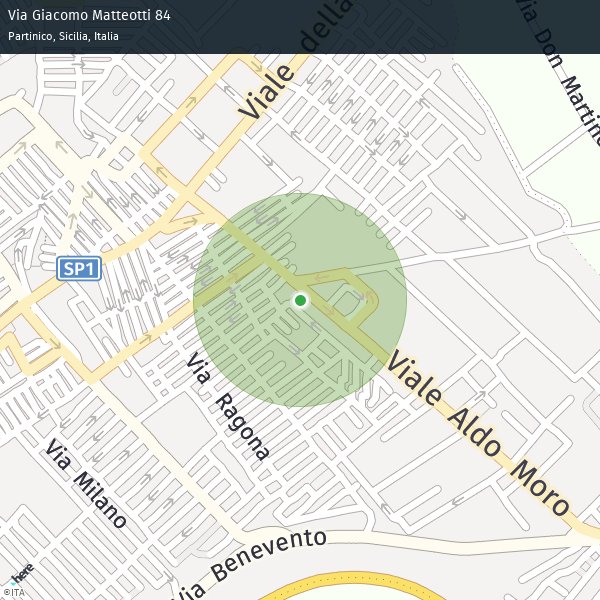 Via Giacomo Matteotti 84
Partinico, Sicilia, Italia
Viale della
Via Don Martino
SP1
Viale Aldo Moro
Via Ragona
Via Milano
Via Benevento
here
©ITA